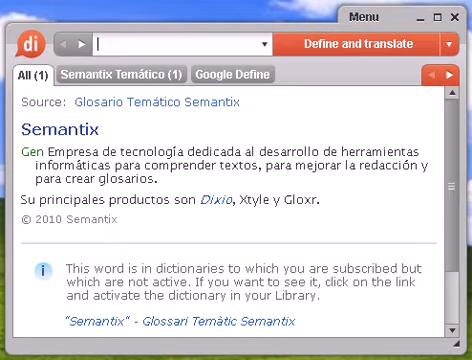 Menu
di
Define and translate
All (1)
Semantix Temático (1)
Google Define
Source: Glosario Temático Semantix
Semantix
Gen Empresa de tecnología dedicada al desarrollo de herramientas
informáticas para comprender textos, para mejorar la redacción y
para crear glosarios.
Su principales productos son Dixio, Xtyle y Gloxr.
© 2010 Semantix
This word is in dictionaries to which you are subscribed but
which are not active. If you want to see it, click on the link
and activate the dictionary in your Library.
"Semantix" - Glossari Temàtic Semantix